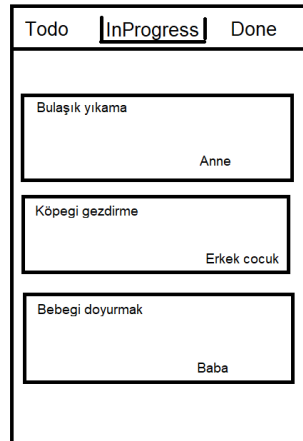 Todo InProgress Done
Bulaşık yıkama
Anne
Köpegi gezdirme
Erkek cocuk
Bebegi doyurmak
Baba